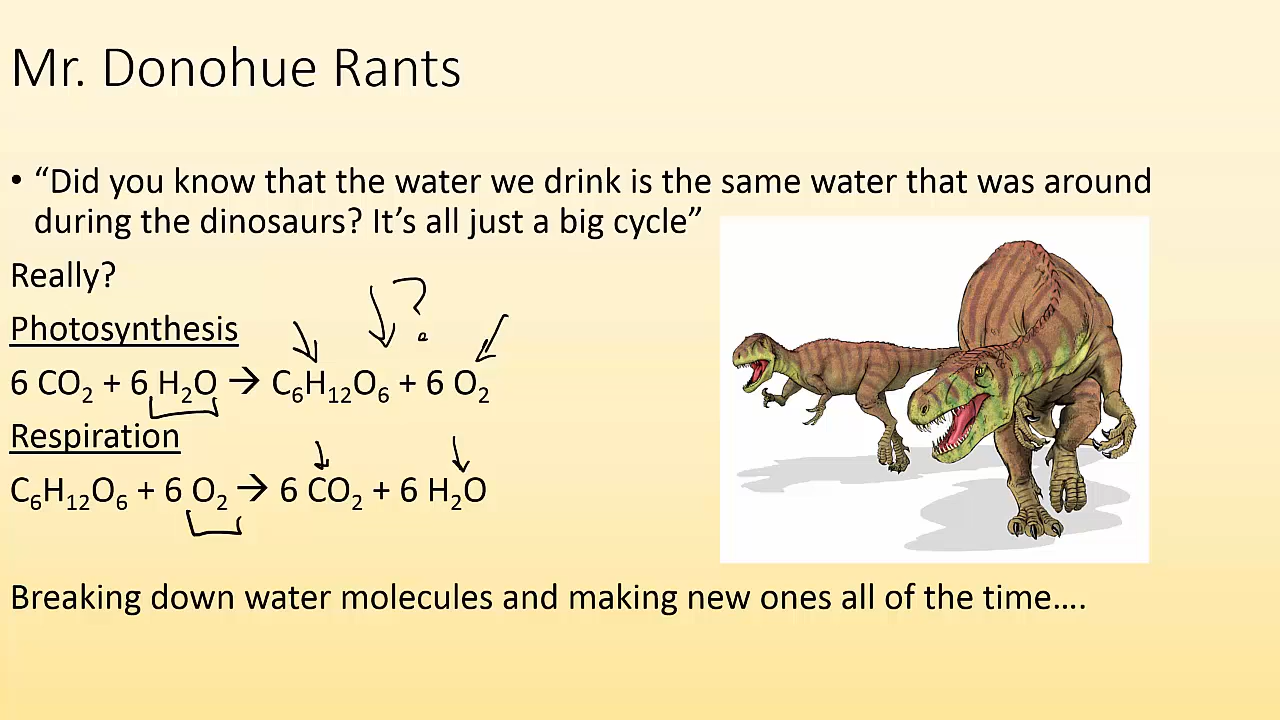 Mr. Donohue Rants
• “Did you know that the water we drink is the same water that was around
during the dinosaurs? It’s all just a big cycle”
Really?
?
Photosynthesis
6 CO₂ + 6 H₂O → C₆H₁₂O₆ + 6 O₂
Respiration
C₆H₁₂O₆ + 6 O₂ → 6 CO₂ + 6 H₂O
Breaking down water molecules and making new ones all of the time….